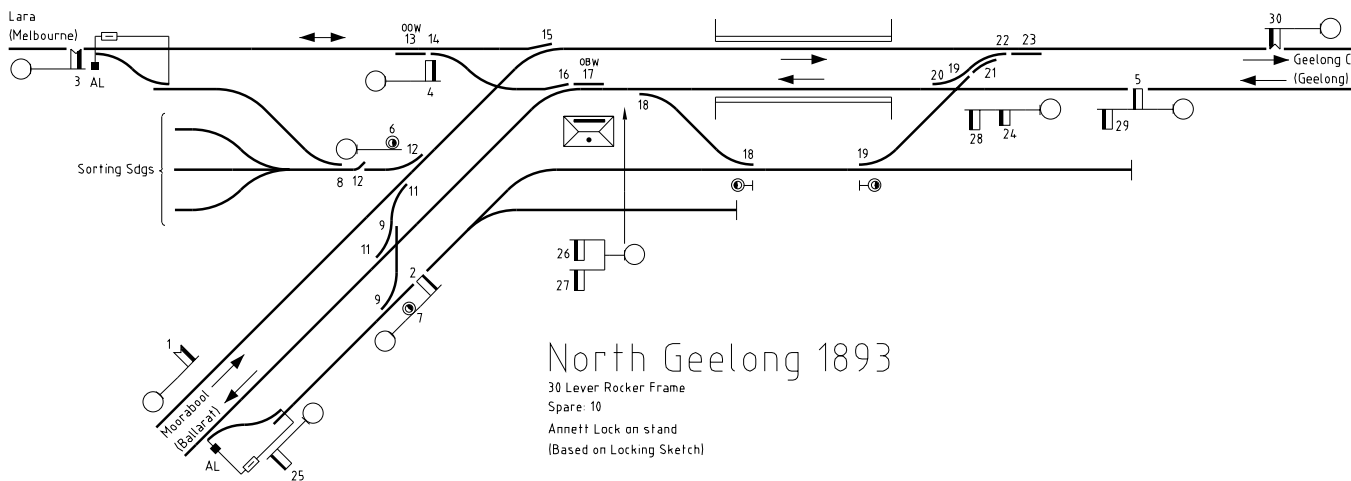 Lara
(Melbourne)
3
AL
OOW
13 14
4
15
16
OBW
17
18
18
30
22 23
19
20
21
Geelong C
(Geelong)
5
29
28
24
6
12
8 12
Sorting Sdgs
11
9
11
19
26
27
2
9
7
1
Moorabool
(Ballarat)
AL
25
North Geelong 1893
30 Lever Rocker Frame
Spare: 10
Annett Lock on stand
(Based on Locking Sketch)